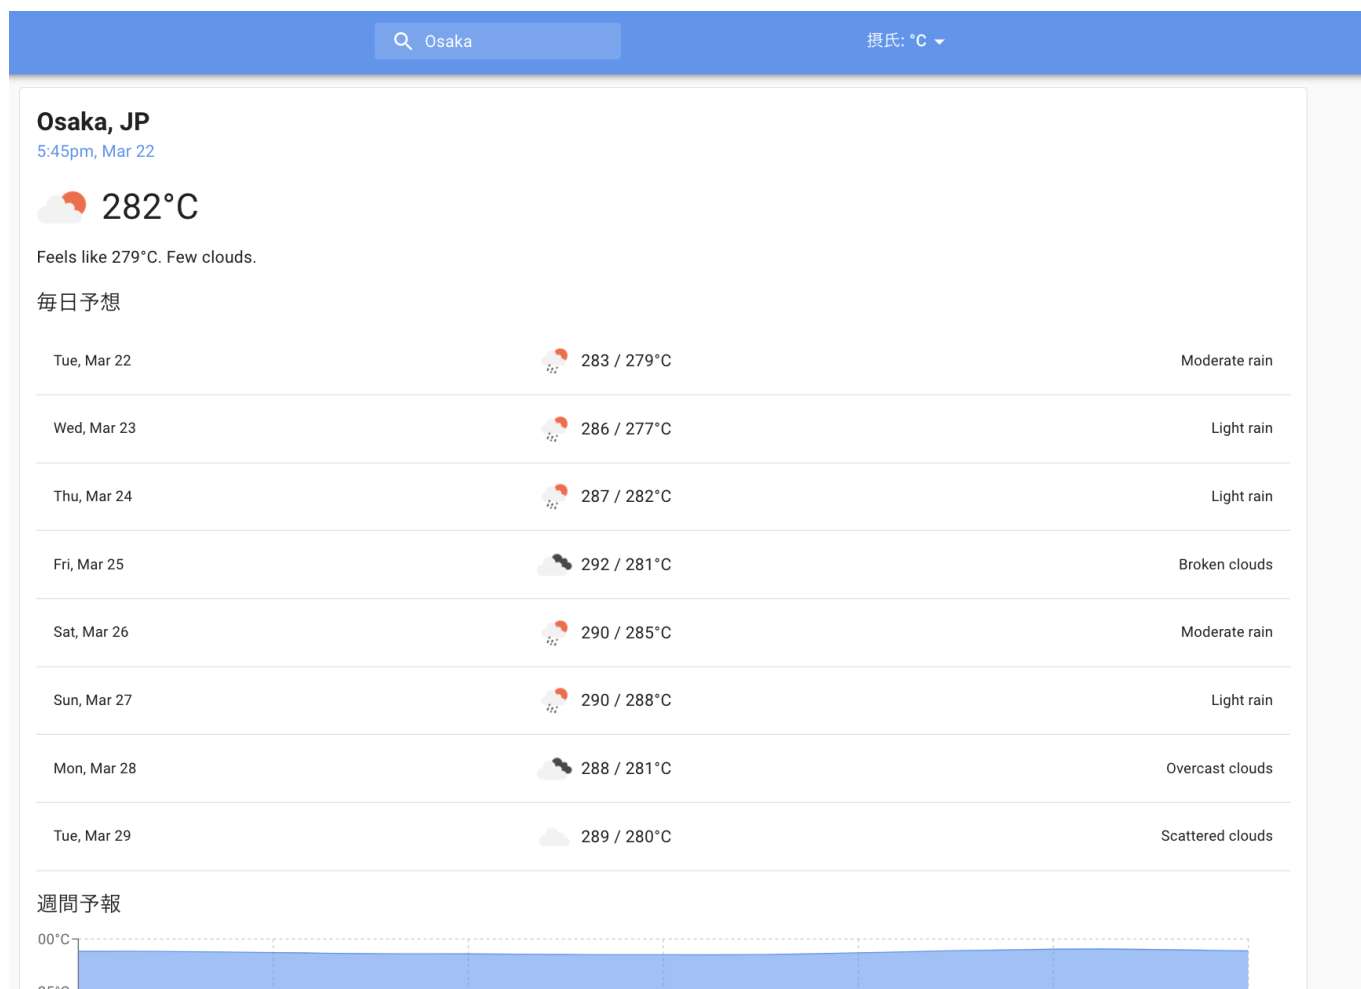 Osaka
摂氏: °C
Osaka, JP
5:45pm, Mar 22
282°C
Feels like 279°C. Few clouds.
毎日予想
Tue, Mar 22 283 / 279°C Moderate rain
Wed, Mar 23 286 / 277°C Light rain
Thu, Mar 24 287 / 282°C Light rain
Fri, Mar 25 292 / 281°C Broken clouds
Sat, Mar 26 290 / 285°C Moderate rain
Sun, Mar 27 290 / 288°C Light rain
Mon, Mar 28 288 / 281°C Overcast clouds
Tue, Mar 29 289 / 280°C Scattered clouds
週間予報
00°C